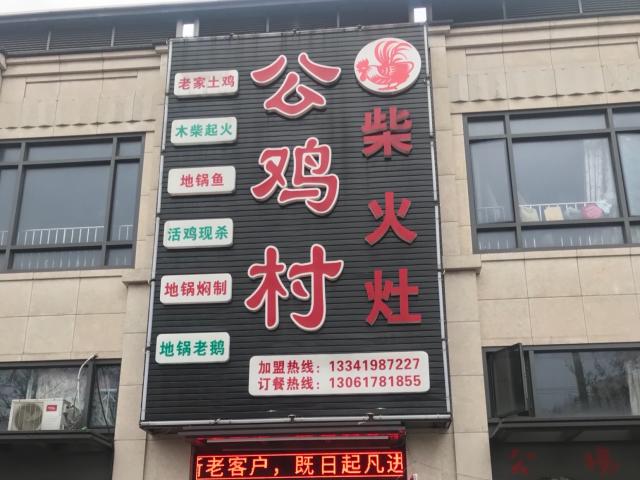 公鸡村
柴火灶
老家土鸡
木柴起火
地锅鱼
活鸡现杀
地锅焖制
地锅老鹅
加盟热线：13341987227
订餐热线：13061781855
老客户，既日起凡进